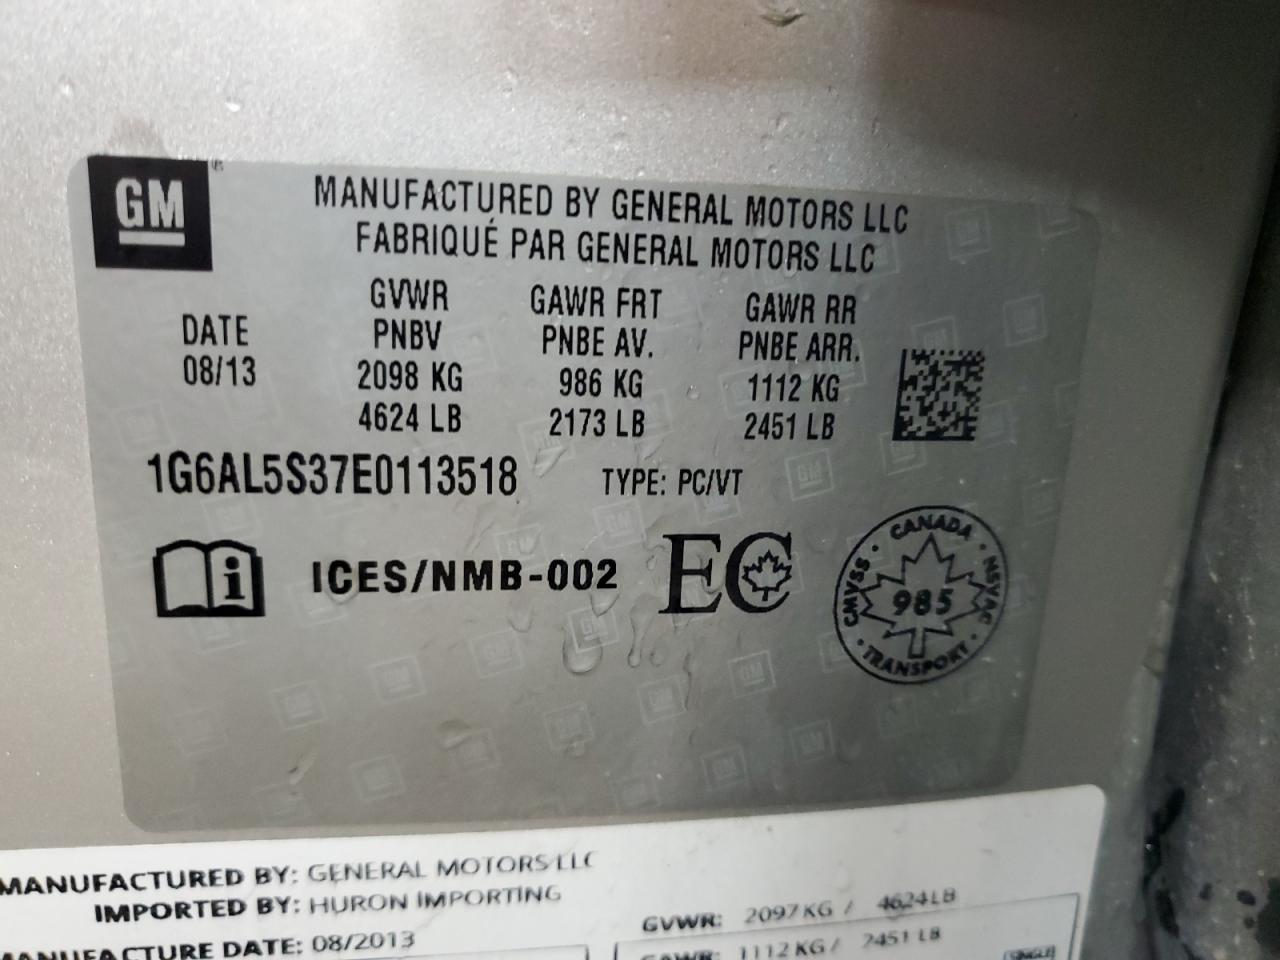 GM
MANUFACTURED BY GENERAL MOTORS LLC
FABRIQUÉ PAR GENERAL MOTORS LLC
DATE
08/13
GVWR
PNBV
2098 KG
4624 LB
GAWR FRT
PNBE AV.
986 KG
2173 LB
GAWR RR
PNBE ARR.
1112 KG
2451 LB
1G6AL5S37E0113518 TYPE: PC/VT
i ICES/NMB-002 EC
CANADA
CMVSS 985 NSVAC
TRANSPORT
MANUFACTURED BY: GENERAL MOTORS LLC
IMPORTED BY: HURON IMPORTING
MANUFACTURE DATE: 08/2013
GVWR: 2097 KG / 4624 LB
GAWR: 1112 KG / 2451 LB
SINGLE